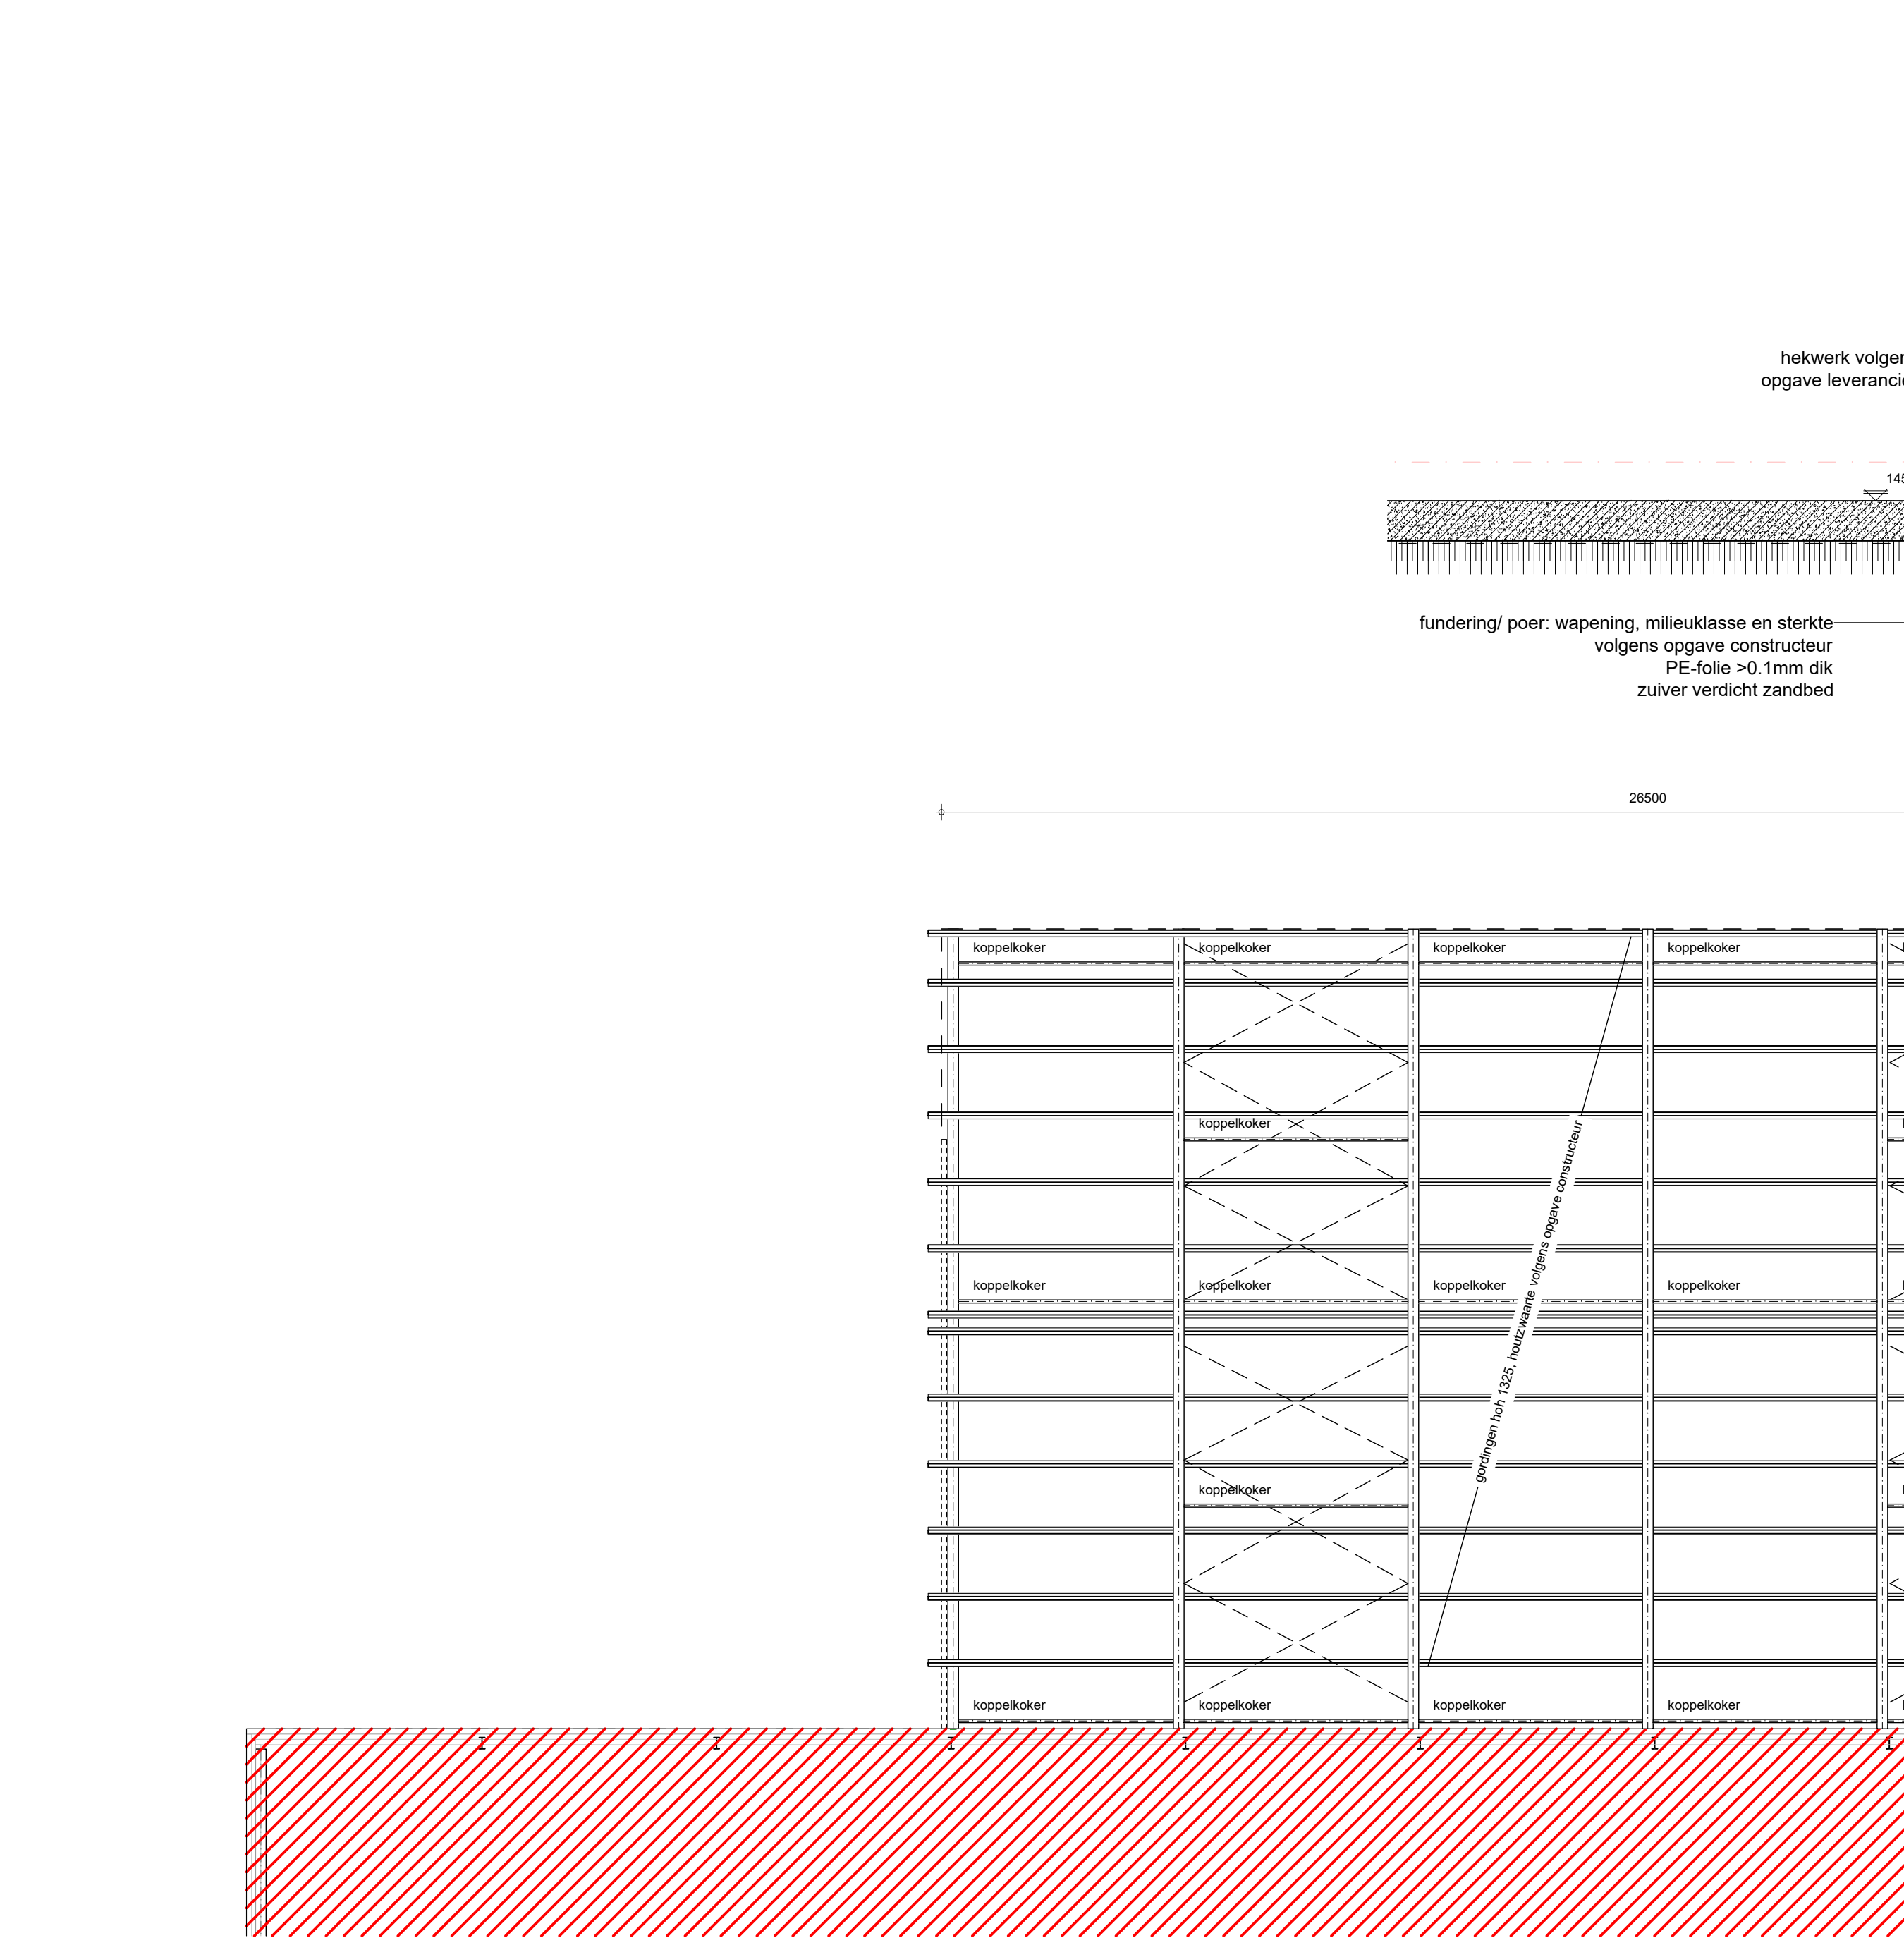 hekwerk
opgave
fundering/ poer: wapening, milieuklasse en sterkte
volgens opgave constructeur
PE-folie >0.1mm dik
zuiver verdicht zandbed
26500
koppelkoker koppelkoker koppelkoker koppelkoker
koppelkoker
gordingen hoh 1325, houtzwaarte volgens opgave constructeur
koppelkoker koppelkoker koppelkoker koppelkoker
koppelkoker
koppelkoker koppelkoker koppelkoker koppelkoker